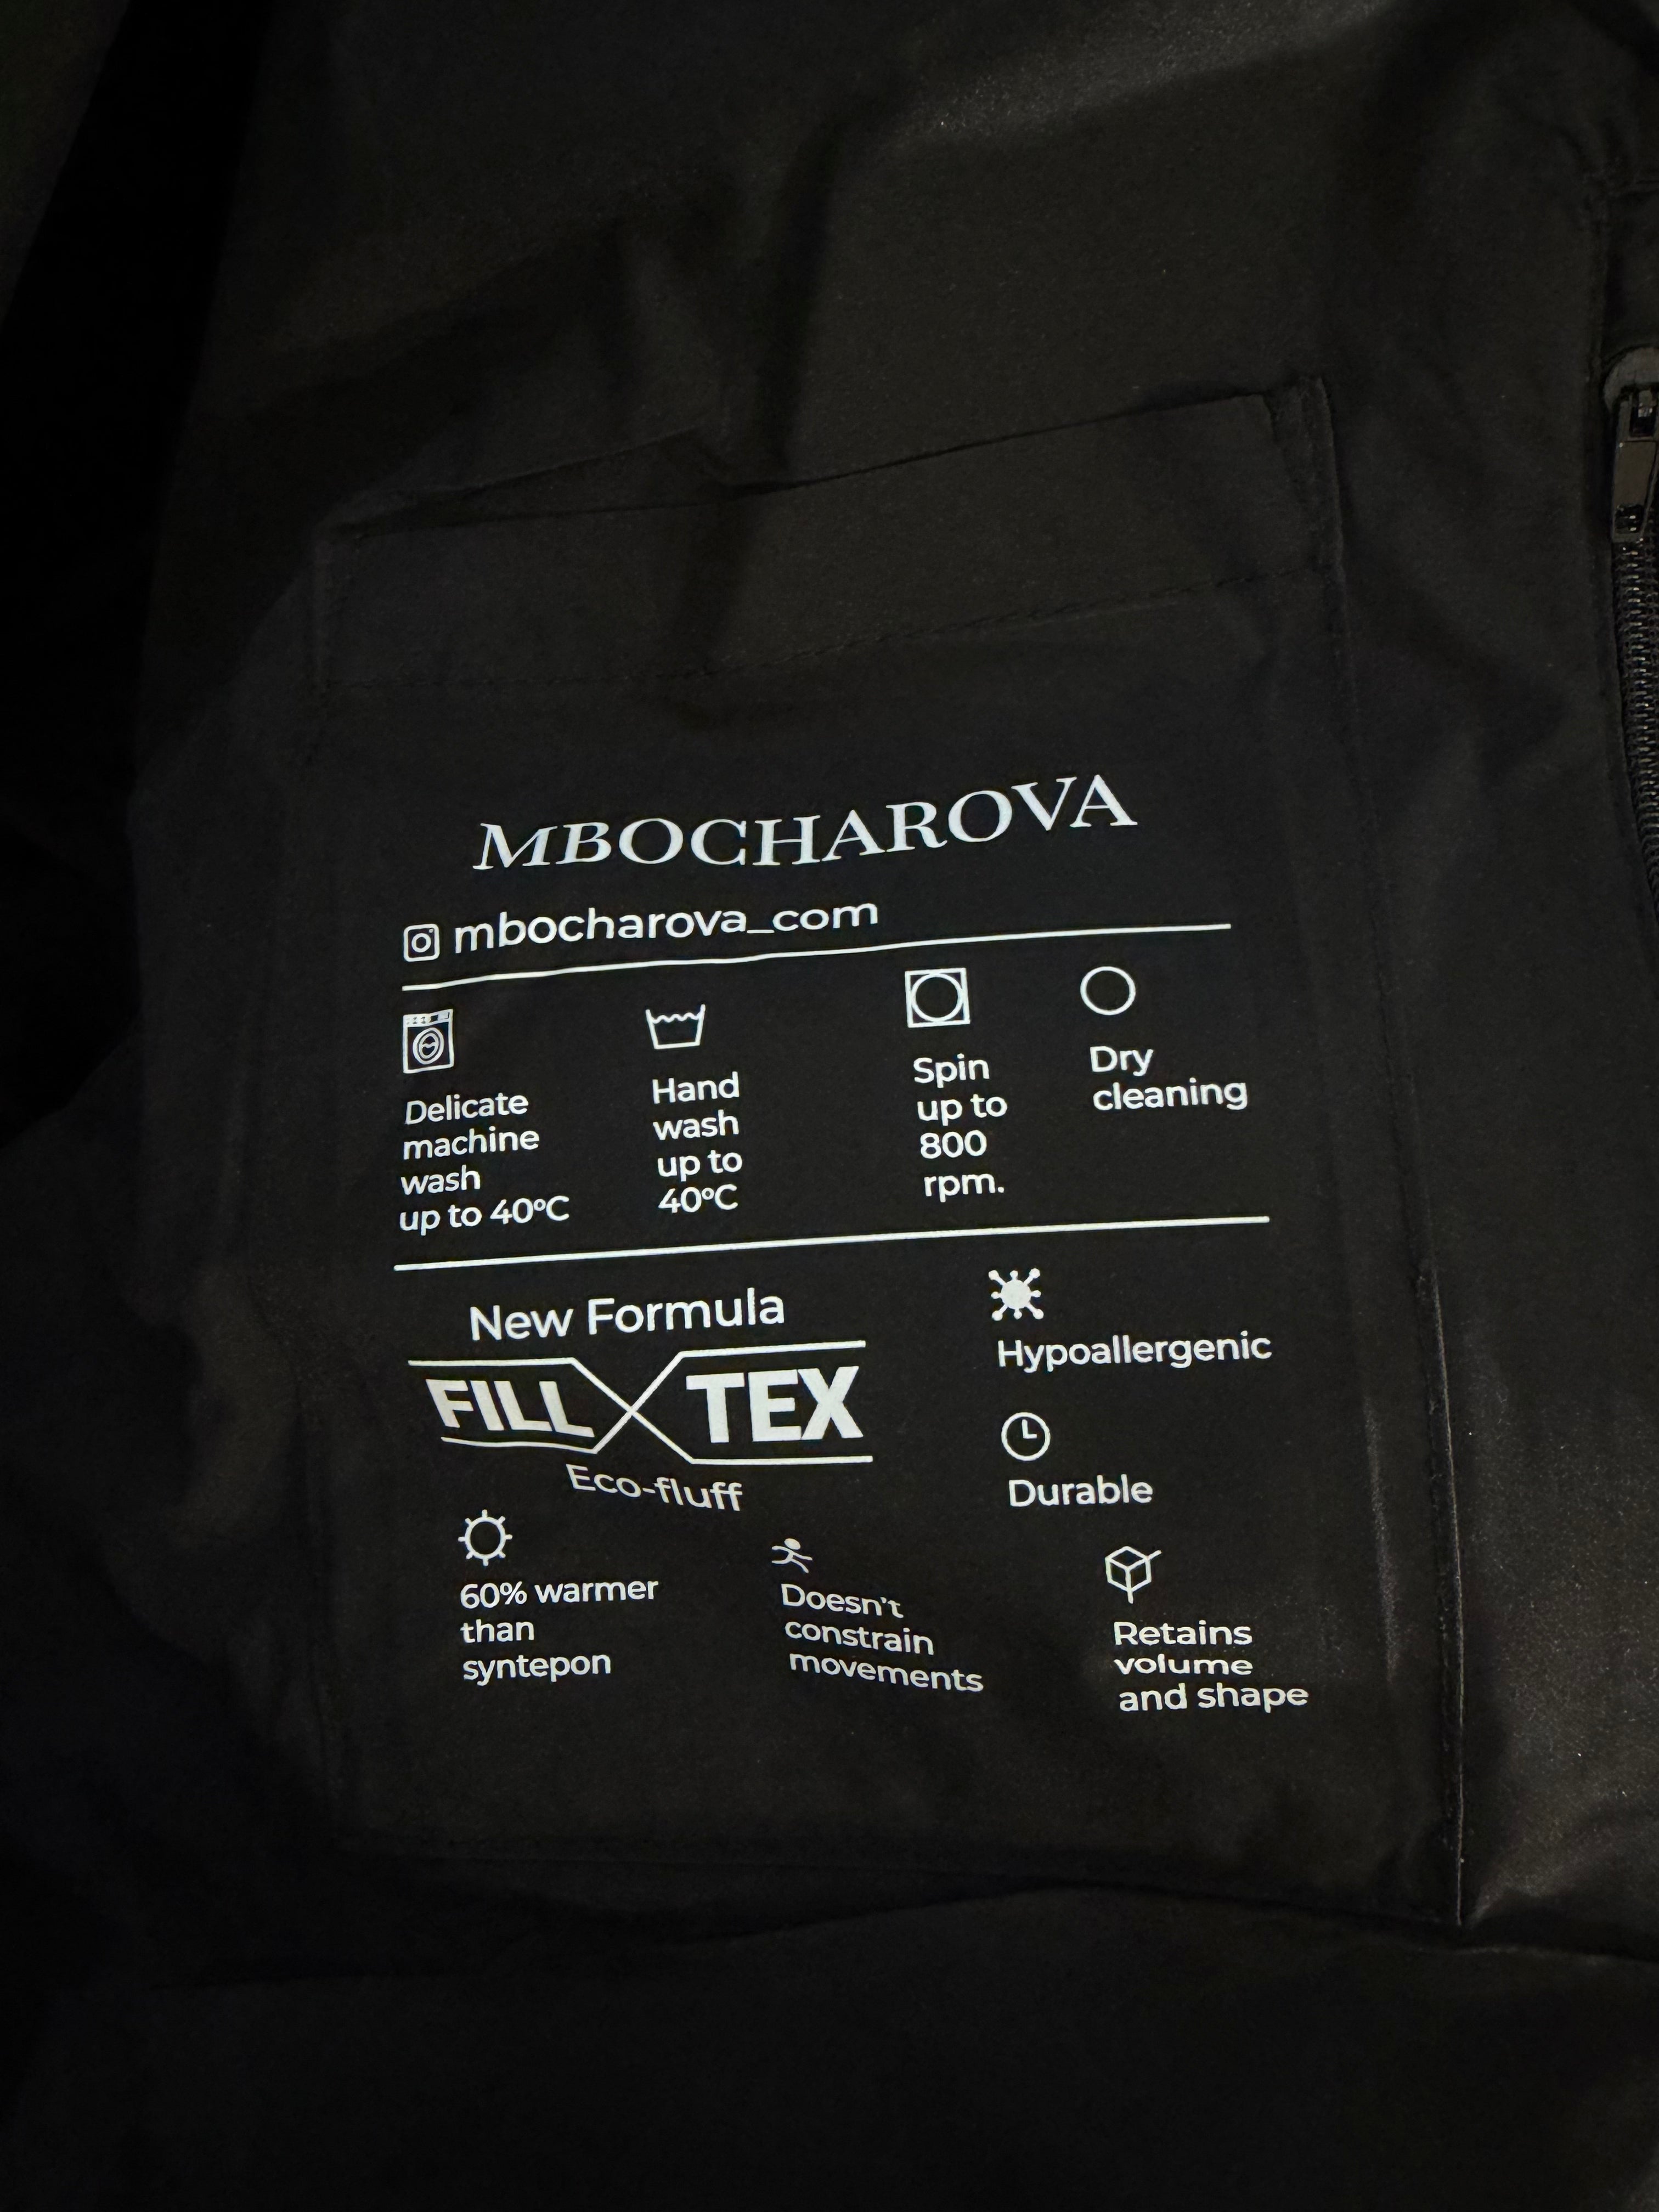 MBOCHAROVA
mbocharova_com
Delicate
machine
wash
up to 40°C
Hand
wash
up to
40°C
Spin
up to
800
rpm.
Dry
cleaning
New Formula
FILL TEX
Eco-fluff
Hypoallergenic
Durable
60% warmer
than
syntepon
Doesn't
constrain
movements
Retains
volume
and shape